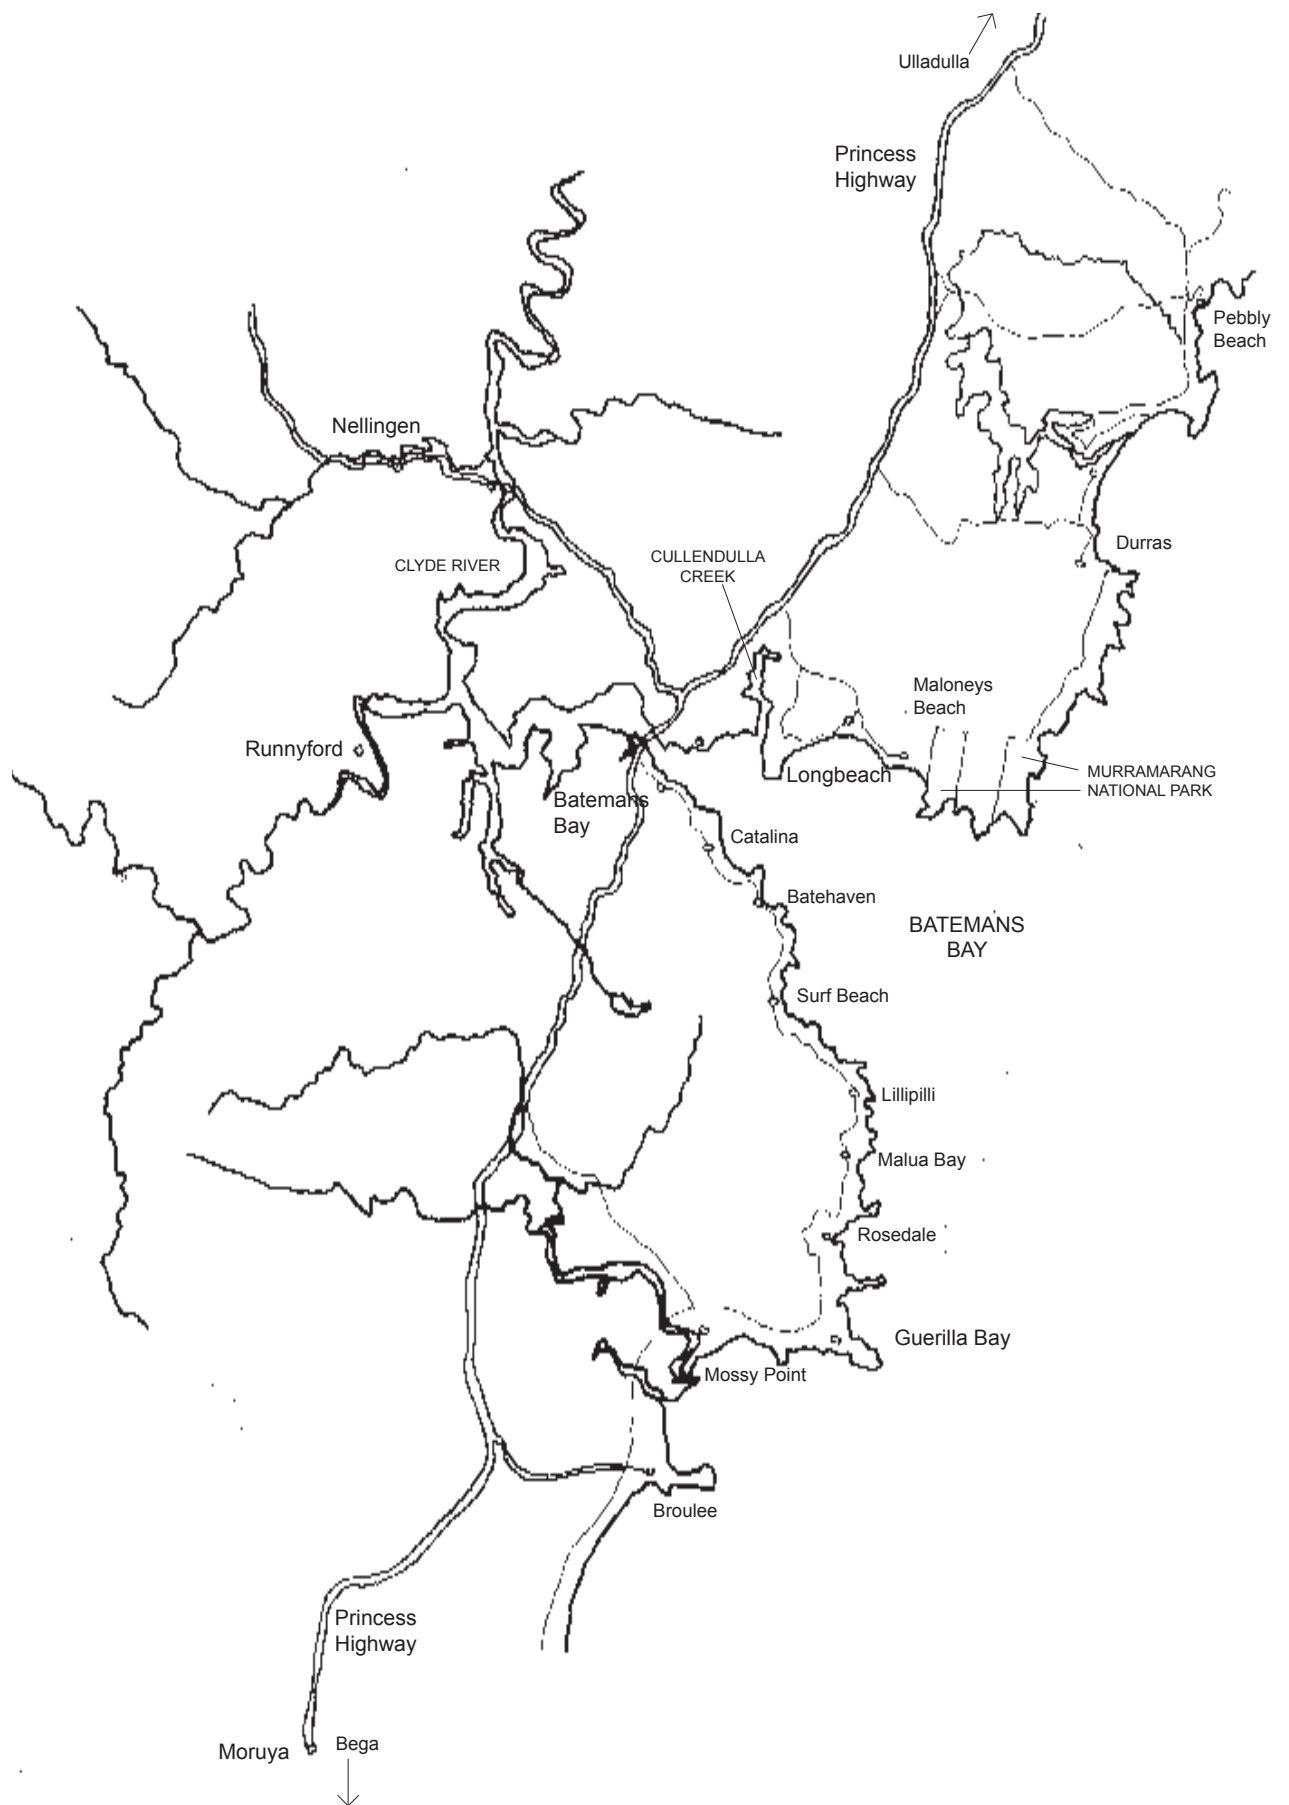 Ulladulla
Princess
Highway
Pebbly
Beach
Nellingen
Durras
CULLENDULLA
CREEK
CLYDE RIVER
Maloneys
Beach
Runnyford
Longbeach
MURRAMARANG
NATIONAL PARK
Batemans
Bay
Catalina
Batehaven
BATEMANS
BAY
Surf Beach
Lillipilli
Malua Bay
Rosedale
Guerilla Bay
Mossy Point
Broulee
Princess
Highway
Moruya
Bega